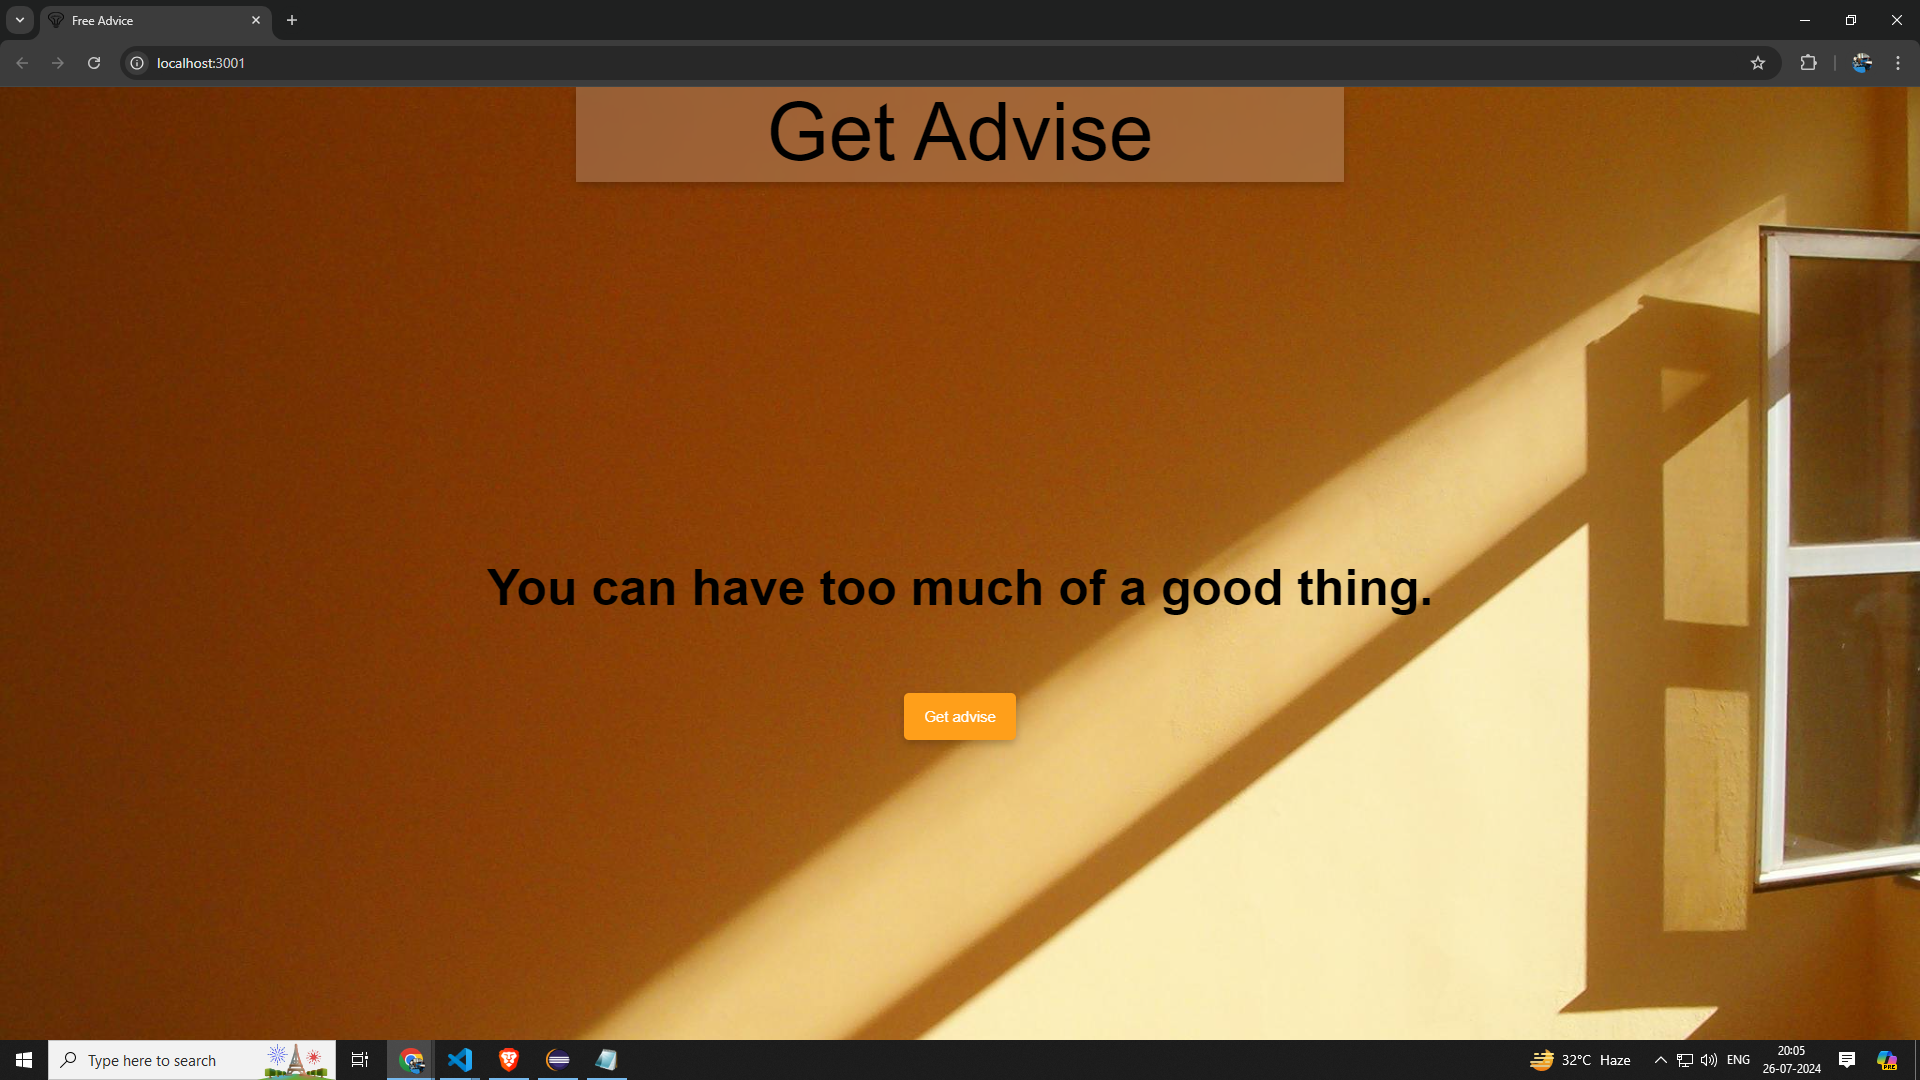 Free Advice
localhost:3001
Get Advise
You can have too much of a good thing.
Get advise
Type here to search
32°C Haze
ENG
20:05
26-07-2024
PRE